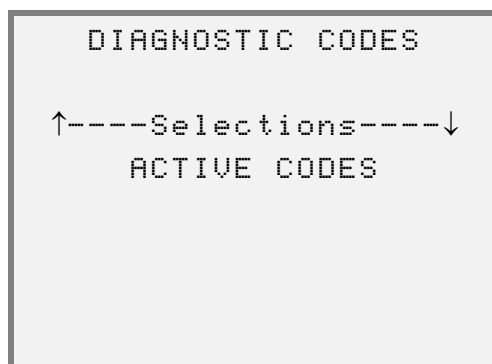 DIAGNOSTIC CODES
↑----Selections----↓
ACTIVE CODES